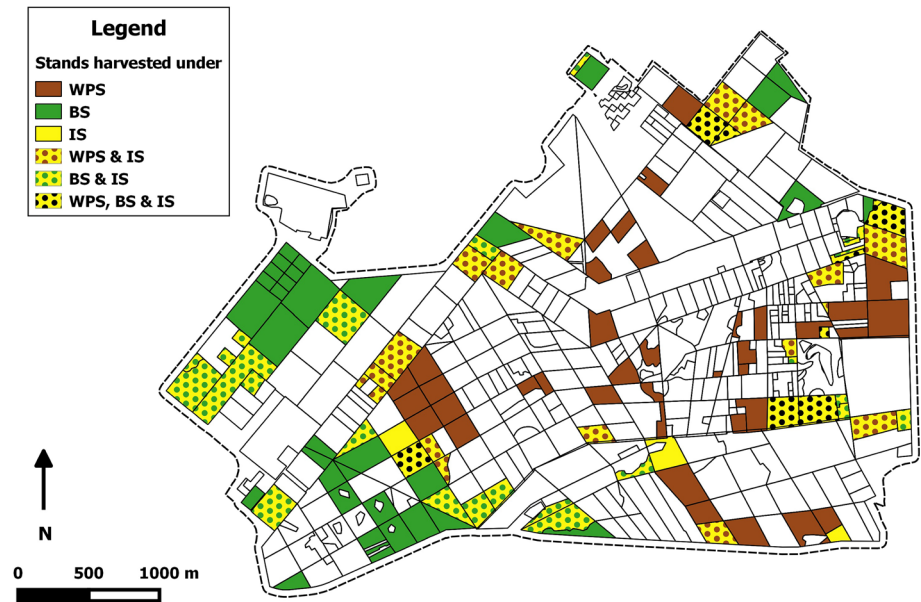 Legend
Stands harvested under
WPS
BS
IS
WPS & IS
BS & IS
WPS, BS & IS
N
0 500 1000 m